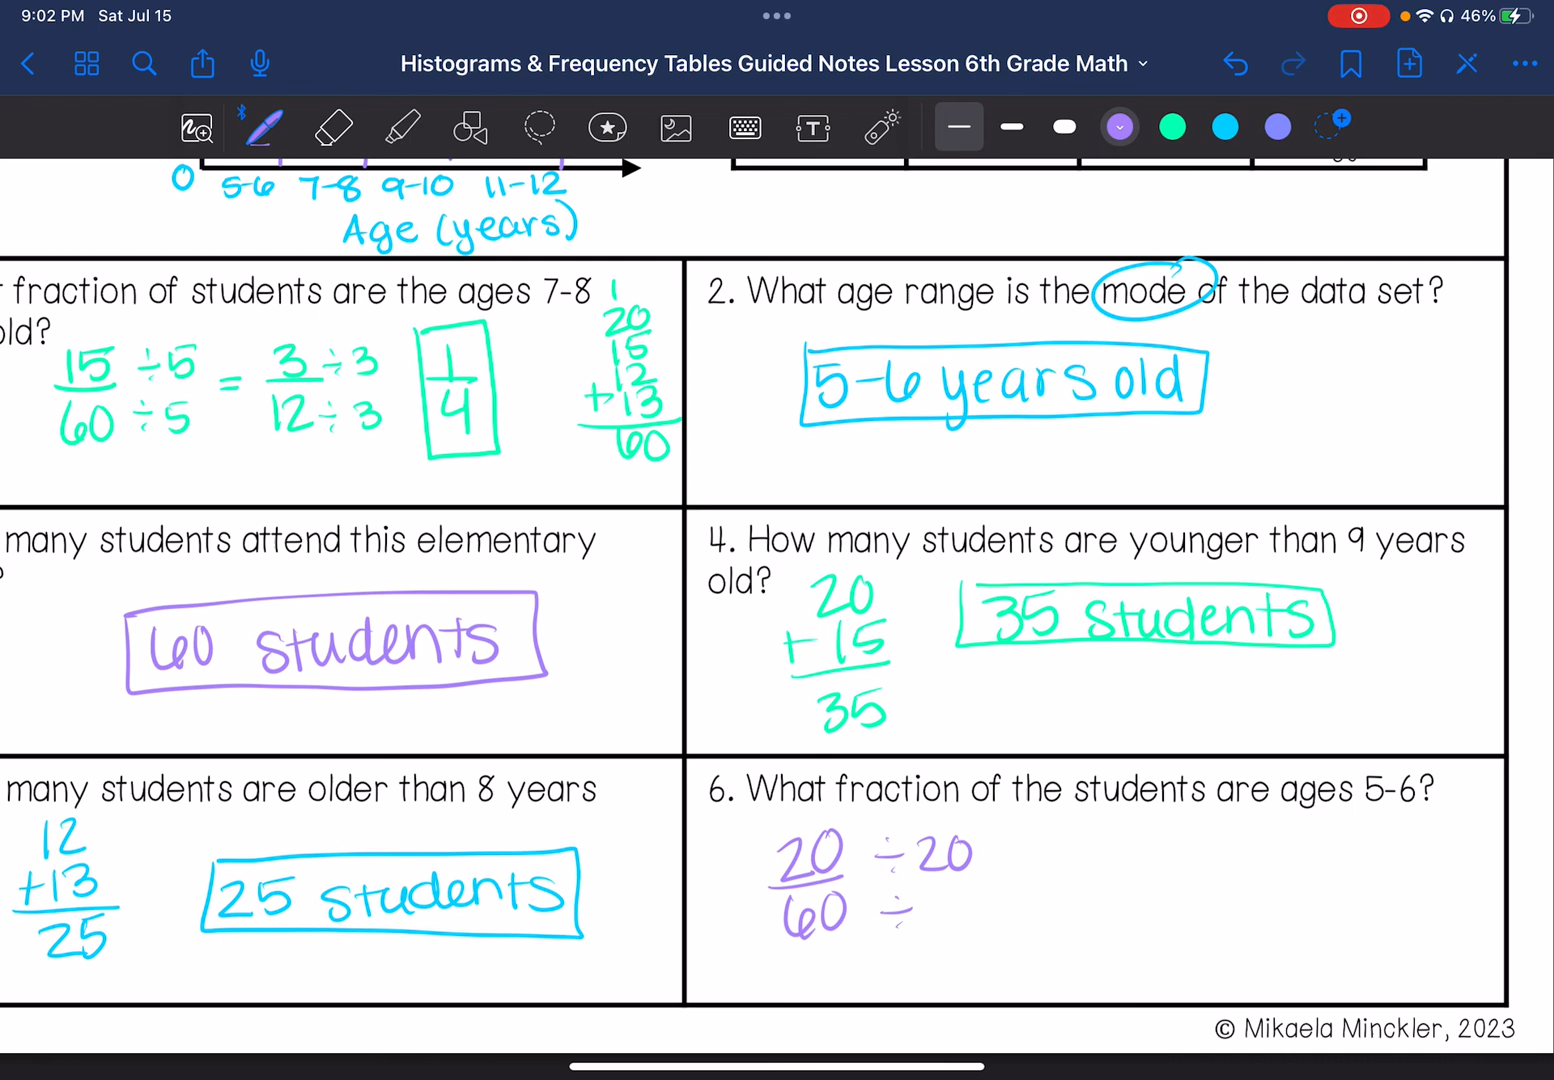 9:02 PM Sat Jul 15
46%
Histograms & Frequency Tables Guided Notes Lesson 6th Grade Math
T
0 5-6 7-8 9-10 11-12
Age (years)
fraction of students are the ages 7-8
old?
15 ÷5 = 3 ÷3 1
60 ÷5 12 ÷ 3 4
1
20
15
12
+13
60
2. What age range is the mode of the data set?
5-6 years old
many students attend this elementary
60 students
4. How many students are younger than 9 years
old?
20
+ 15
35
35 students
many students are older than 8 years
12
+13
25
25 students
6. What fraction of the students are ages 5-6?
20 ÷20
60 ÷
© Mikaela Minckler, 2023